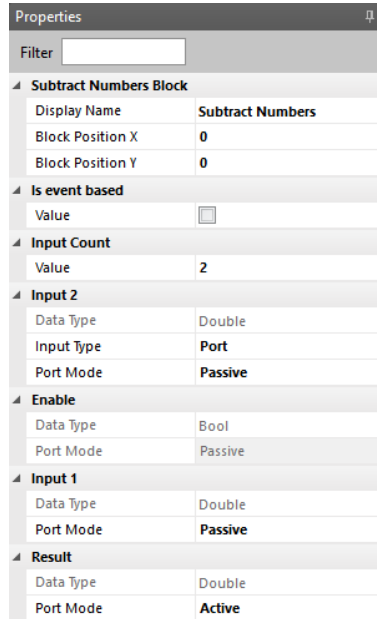 Properties
Filter
Subtract Numbers Block
Display Name Subtract Numbers
Block Position X 0
Block Position Y 0
Is event based
Value
Input Count
Value 2
Input 2
Data Type Double
Input Type Port
Port Mode Passive
Enable
Data Type Bool
Port Mode Passive
Input 1
Data Type Double
Port Mode Passive
Result
Data Type Double
Port Mode Active